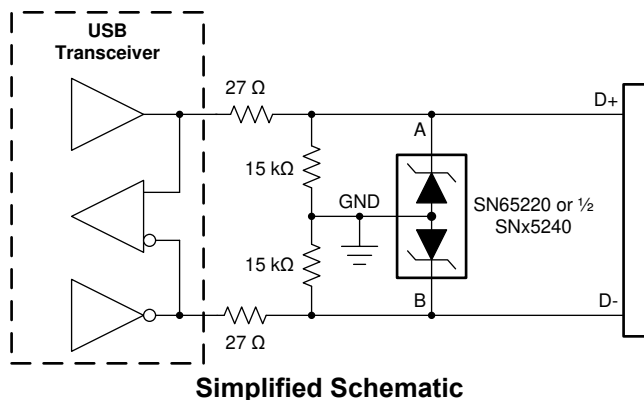 USB
Transceiver
27 Ω
D+
A
15 kΩ
GND
SN65220 or ½
SNx5240
15 kΩ
B
D-
27 Ω
Simplified Schematic